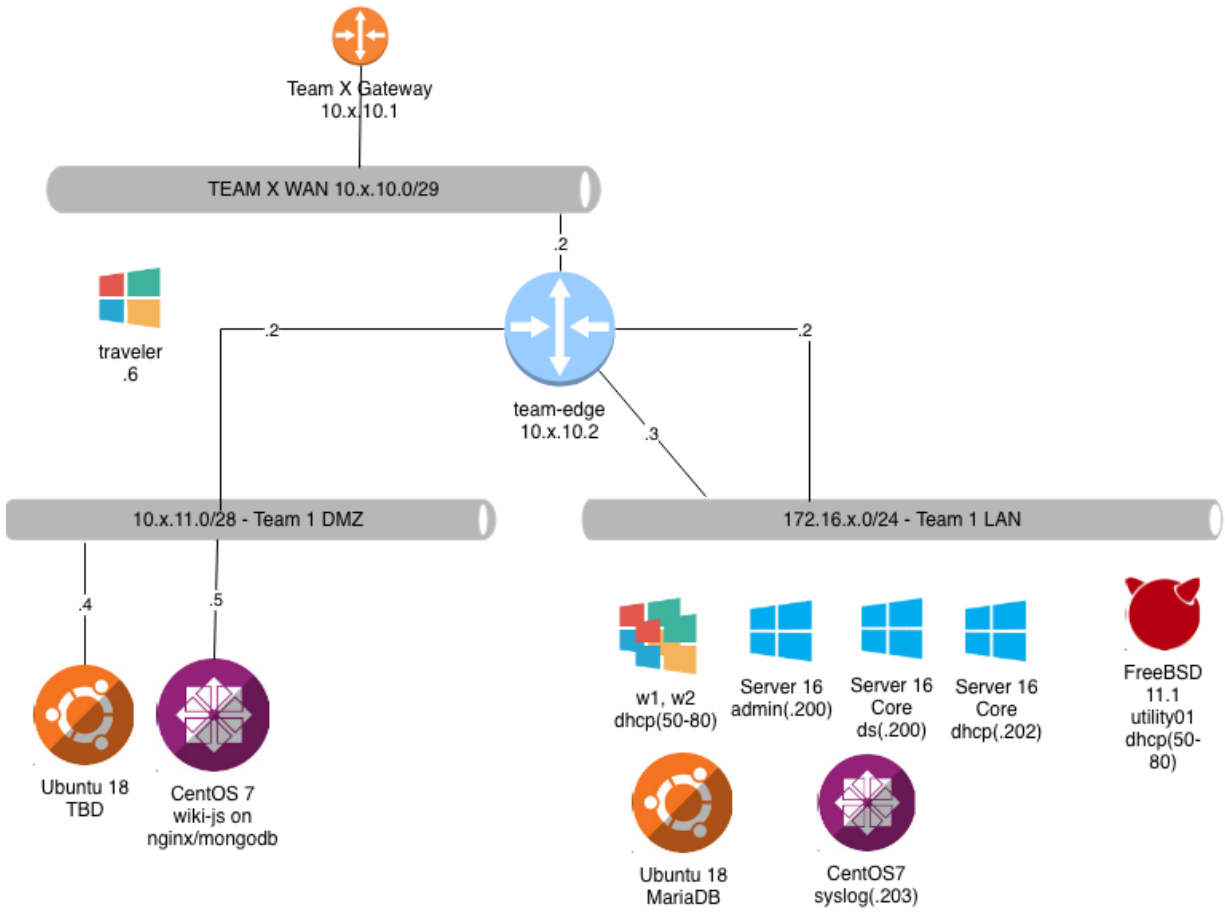 Team X Gateway
10.x.10.1
TEAM X WAN 10.x.10.0/29
.2
traveler
.6
.2
.2
team-edge
10.x.10.2
.3
10.x.11.0/28 - Team 1 DMZ
172.16.x.0/24 - Team 1 LAN
.4
.5
Ubuntu 18
TBD
CentOS 7
wiki-js on
nginx/mongodb
w1, w2
dhcp(50-80)
Server 16
admin(.200)
Server 16
Core
ds(.200)
Server 16
Core
dhcp(.202)
FreeBSD
11.1
utility01
dhcp(50-
80)
Ubuntu 18
MariaDB
CentOS7
syslog(.203)